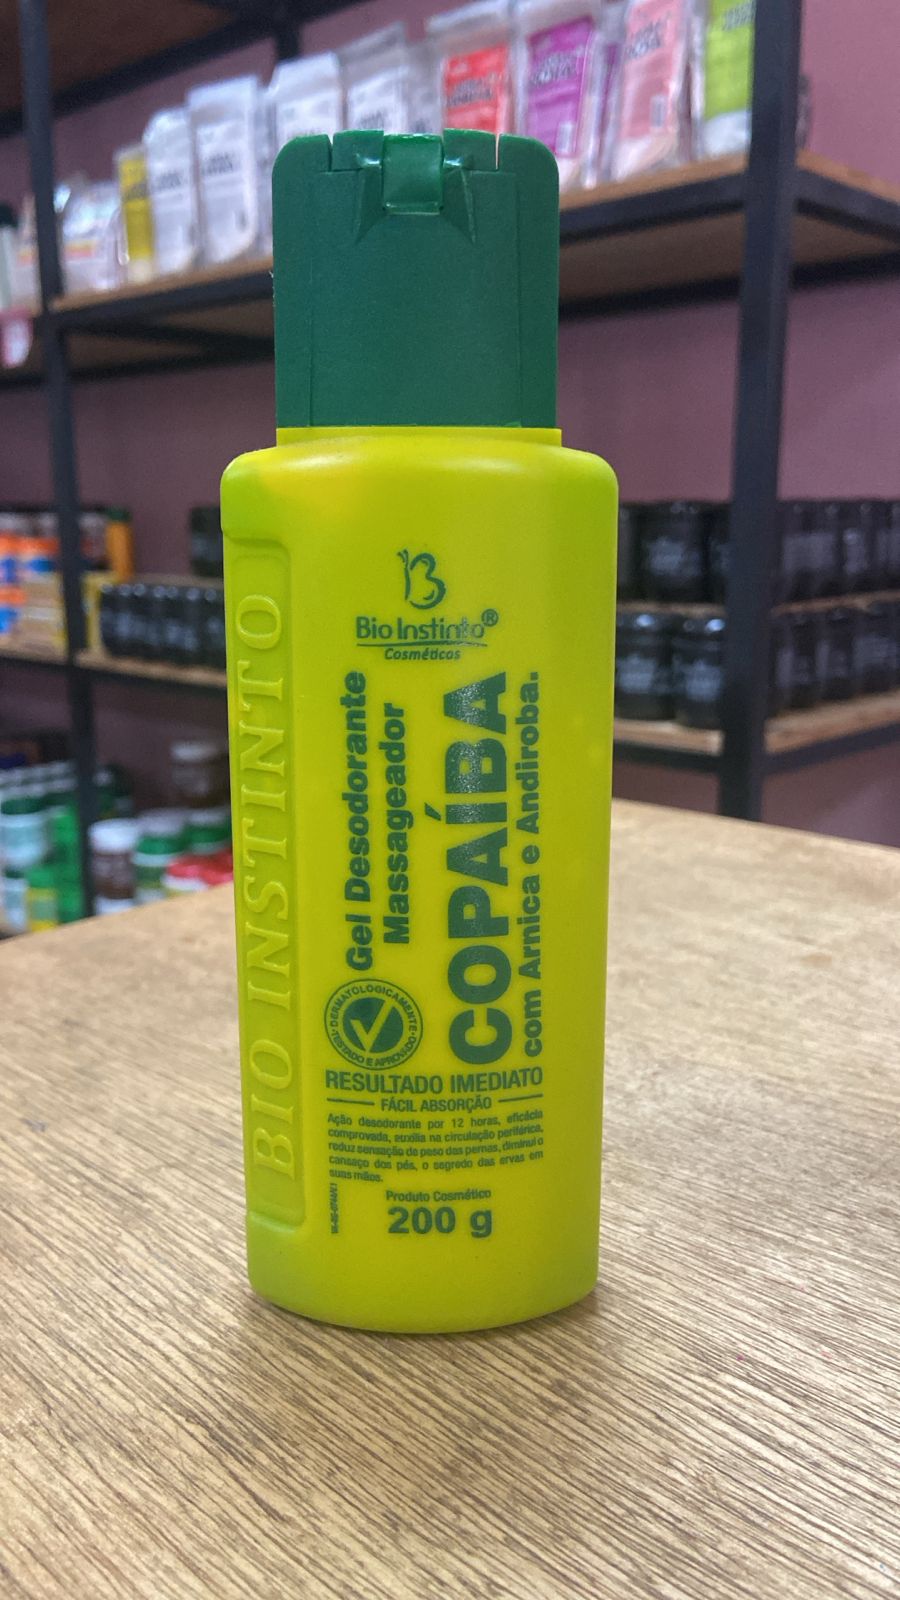 Bio Instinto®
Cosméticos
Gel Desodorante
Massageador
COPAÍBA
com Arnica e Andiroba.
DERMATOLOGICAMENTE
TESTADO E APROVADO
RESULTADO IMEDIATO
FÁCIL ABSORÇÃO
Ação desodorante por 12 horas, eficácia
comprovada, auxilia na circulação periférica,
reduz sensação de peso das pernas, diminui o
cansaço dos pés, o segredo das ervas em
suas mãos.
Produto Cosmético
200 g
BIO INSTINTO